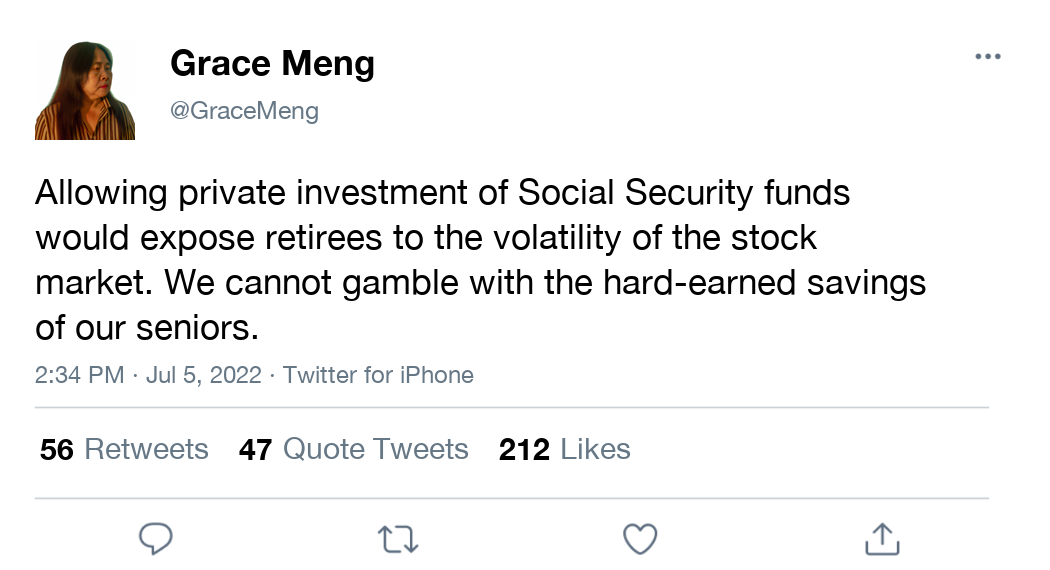 Grace Meng
@GraceMeng
Allowing private investment of Social Security funds
would expose retirees to the volatility of the stock
market. We cannot gamble with the hard-earned savings
of our seniors.
2:34 PM · Jul 5, 2022 · Twitter for iPhone
56 Retweets 47 Quote Tweets 212 Likes